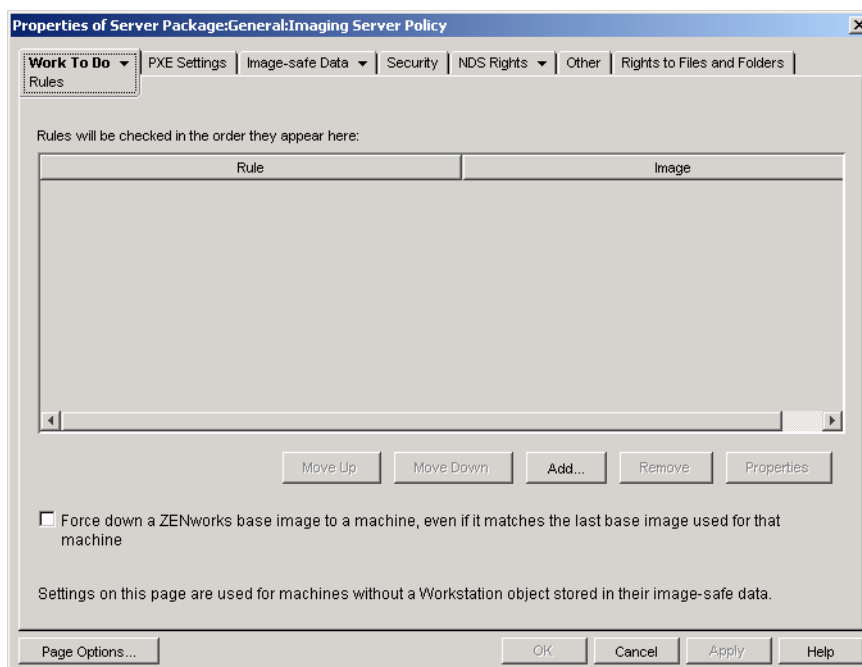 Properties of Server Package:General:Imaging Server Policy
Work To Do PXE Settings Image-safe Data Security NDS Rights Other Rights to Files and Folders
Rules
Rules will be checked in the order they appear here:
Rule Image
Move Up Move Down Add... Remove Properties
Force down a ZENworks base image to a machine, even if it matches the last base image used for that
machine
Settings on this page are used for machines without a Workstation object stored in their image-safe data.
Page Options... OK Cancel Apply Help